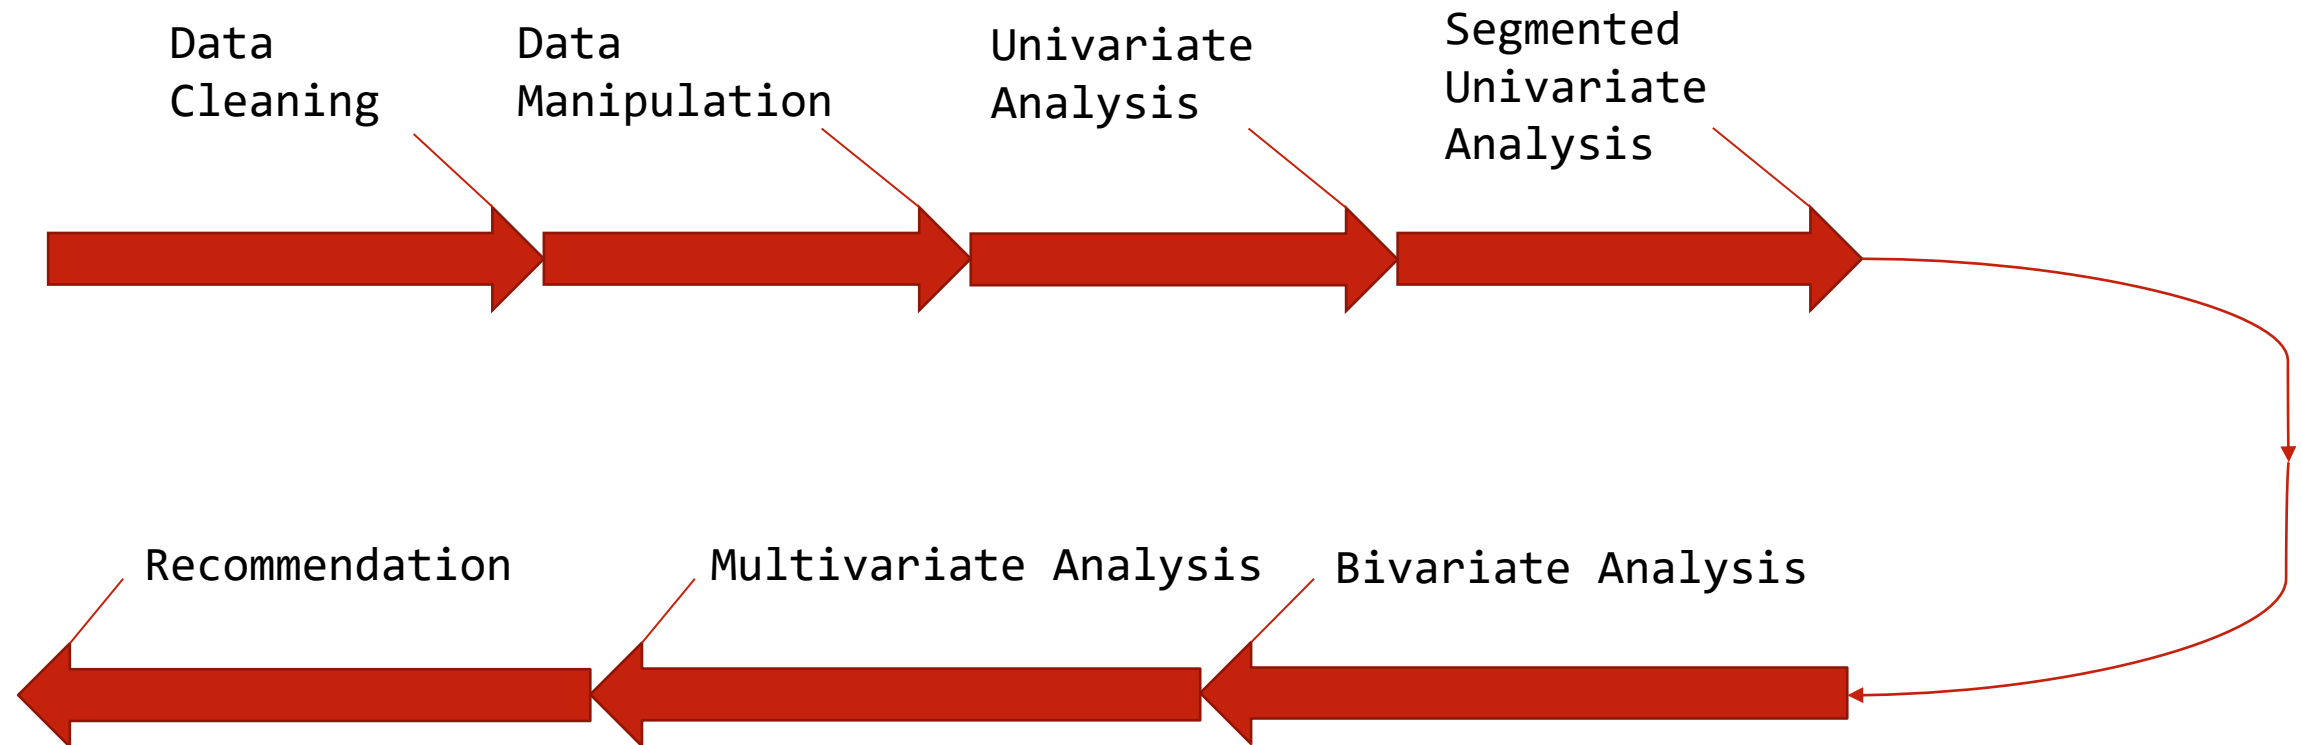 Data
Cleaning
Data
Manipulation
Univariate
Analysis
Segmented
Univariate
Analysis
Recommendation
Multivariate Analysis
Bivariate Analysis